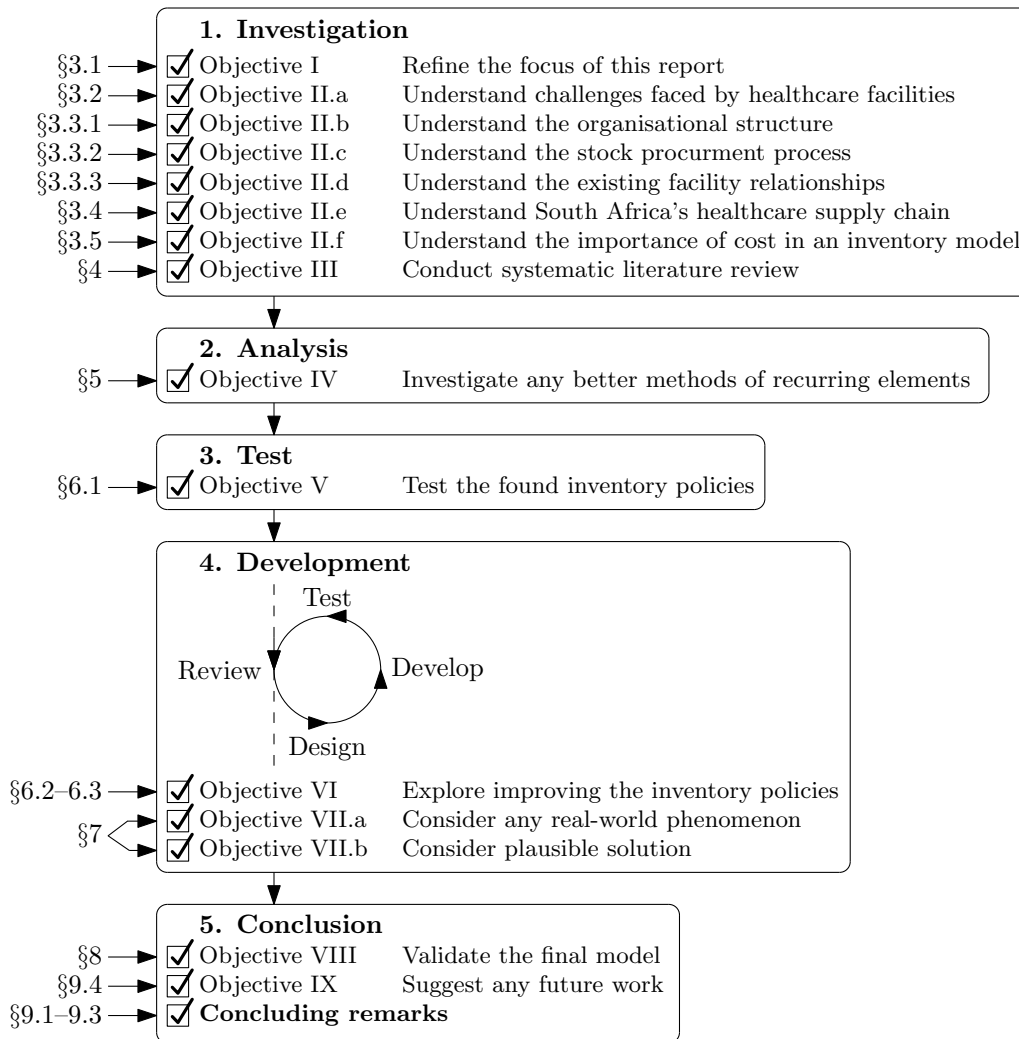 1. Investigation
§3.1 Objective I Refine the focus of this report
§3.2 Objective II.a Understand challenges faced by healthcare facilities
§3.3.1 Objective II.b Understand the organisational structure
§3.3.2 Objective II.c Understand the stock procurment process
§3.3.3 Objective II.d Understand the existing facility relationships
§3.4 Objective II.e Understand South Africa's healthcare supply chain
§3.5 Objective II.f Understand the importance of cost in an inventory model
§4 Objective III Conduct systematic literature review
2. Analysis
§5 Objective IV Investigate any better methods of recurring elements
3. Test
§6.1 Objective V Test the found inventory policies
4. Development
Test
Review Develop
Design
§6.2–6.3 Objective VI Explore improving the inventory policies
§7 Objective VII.a Consider any real-world phenomenon
Objective VII.b Consider plausible solution
5. Conclusion
§8 Objective VIII Validate the final model
§9.4 Objective IX Suggest any future work
§9.1–9.3 Concluding remarks